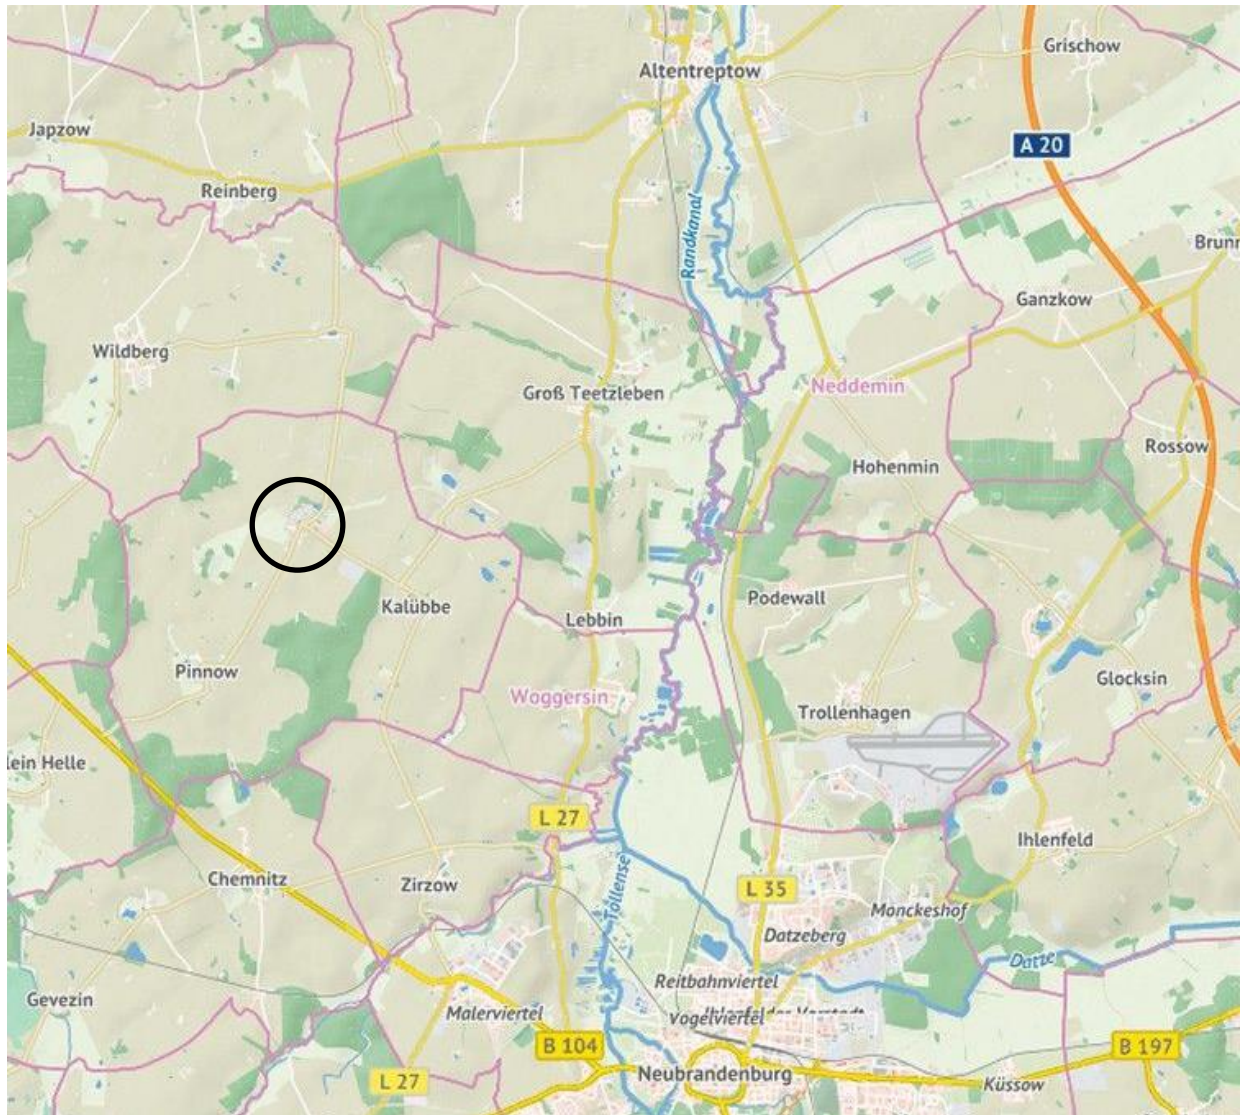 Grischow
Altentreptow
Japzow
A 20
Reinberg
Randkanal
Brunn
Ganzkow
Wildberg
Neddemin
Groß Teetzleben
Rossow
Hohenmin
Podewall
Kalübbe
Lebbin
Pinnow
Glocksin
Woggersin
Trollenhagen
lein Helle
L 27
Ihlenfeld
Chemnitz
Zirzow
L 35
Tollense
Monckeshof
Datzeberg
Datze
Reitbahnviertel
Gevezin
Malerviertel
Vogelviertel
Ihlenfelder Vorstadt
B 104
B 197
Neubrandenburg
L 27
Küssow